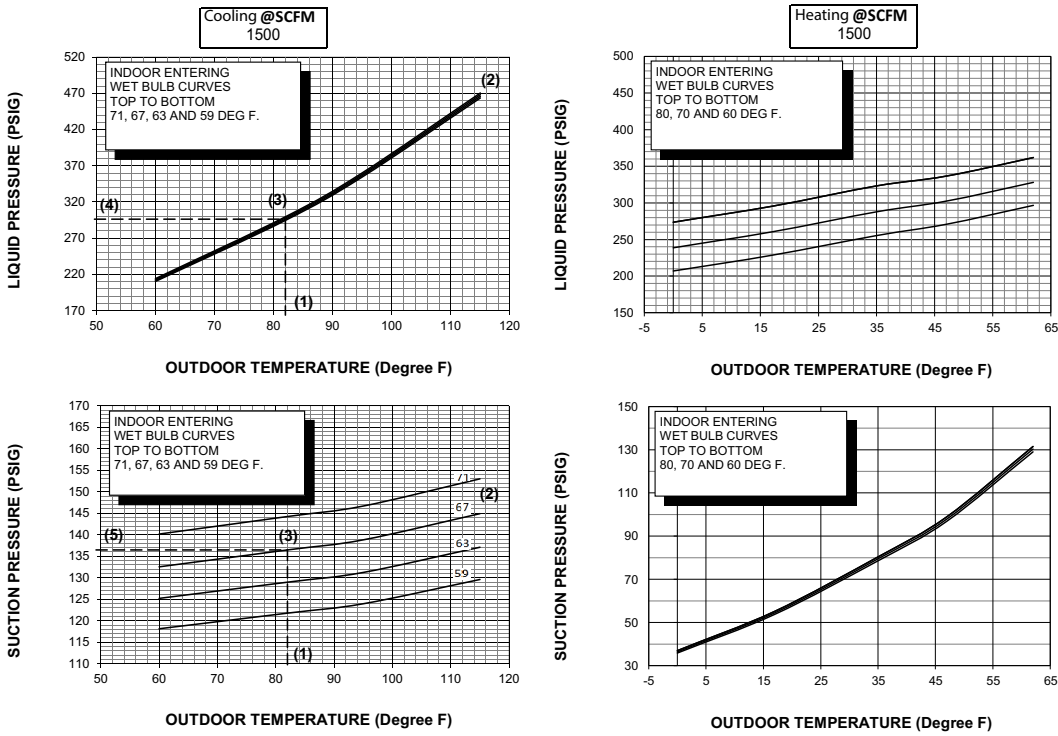 Cooling @SCFM
1500
LIQUID PRESSURE (PSIG)
520
470
420
370
320
270
220
170
INDOOR ENTERING
WET BULB CURVES
TOP TO BOTTOM
71, 67, 63 AND 59 DEG F.
(2)
(3)
(4)
(1)
50 60 70 80 90 100 110 120
OUTDOOR TEMPERATURE (Degree F)
Heating @SCFM
1500
LIQUID PRESSURE (PSIG)
500
450
400
350
300
250
200
150
INDOOR ENTERING
WET BULB CURVES
TOP TO BOTTOM
80, 70 AND 60 DEG F.
-5 5 15 25 35 45 55 65
OUTDOOR TEMPERATURE (Degree F)
SUCTION PRESSURE (PSIG)
170
165
160
155
150
145
140
135
130
125
120
115
110
INDOOR ENTERING
WET BULB CURVES
TOP TO BOTTOM
71, 67, 63 AND 59 DEG F.
71
(2)
67
(5)
(3)
63
59
(1)
50 60 70 80 90 100 110 120
OUTDOOR TEMPERATURE (Degree F)
SUCTION PRESSURE (PSIG)
150
130
110
90
70
50
30
INDOOR ENTERING
WET BULB CURVES
TOP TO BOTTOM
80, 70 AND 60 DEG F.
-5 5 15 25 35 45 55 65
OUTDOOR TEMPERATURE (Degree F)